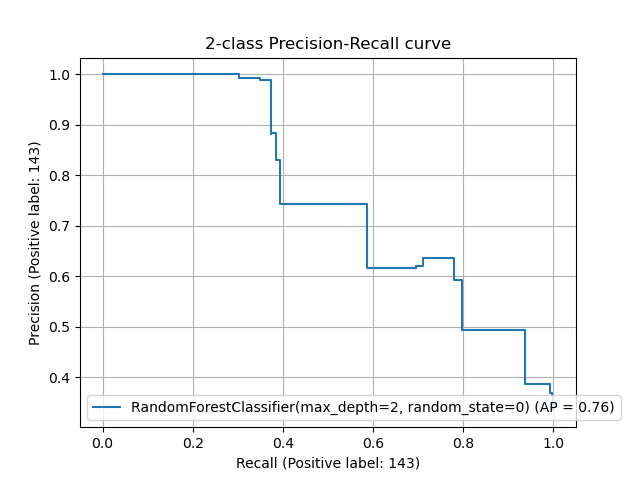 2-class Precision-Recall curve
Precision (Positive label: 143)
1.0
0.9
0.8
0.7
0.6
0.5
0.4
RandomForestClassifier(max_depth=2, random_state=0) (AP = 0.76)
0.0 0.2 0.4 0.6 0.8 1.0
Recall (Positive label: 143)